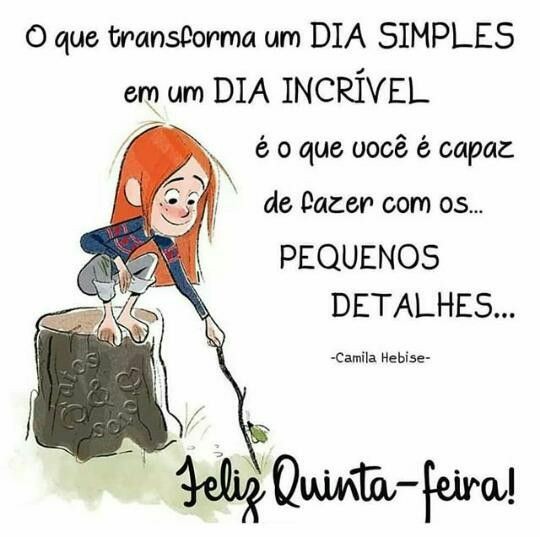 O que transforma um DIA SIMPLES
em um DIA INCRÍVEL
é o que você é capaz
de fazer com os...
PEQUENOS
DETALHES...
-Camila Hebise-
&
Feliz Quinta-feira!